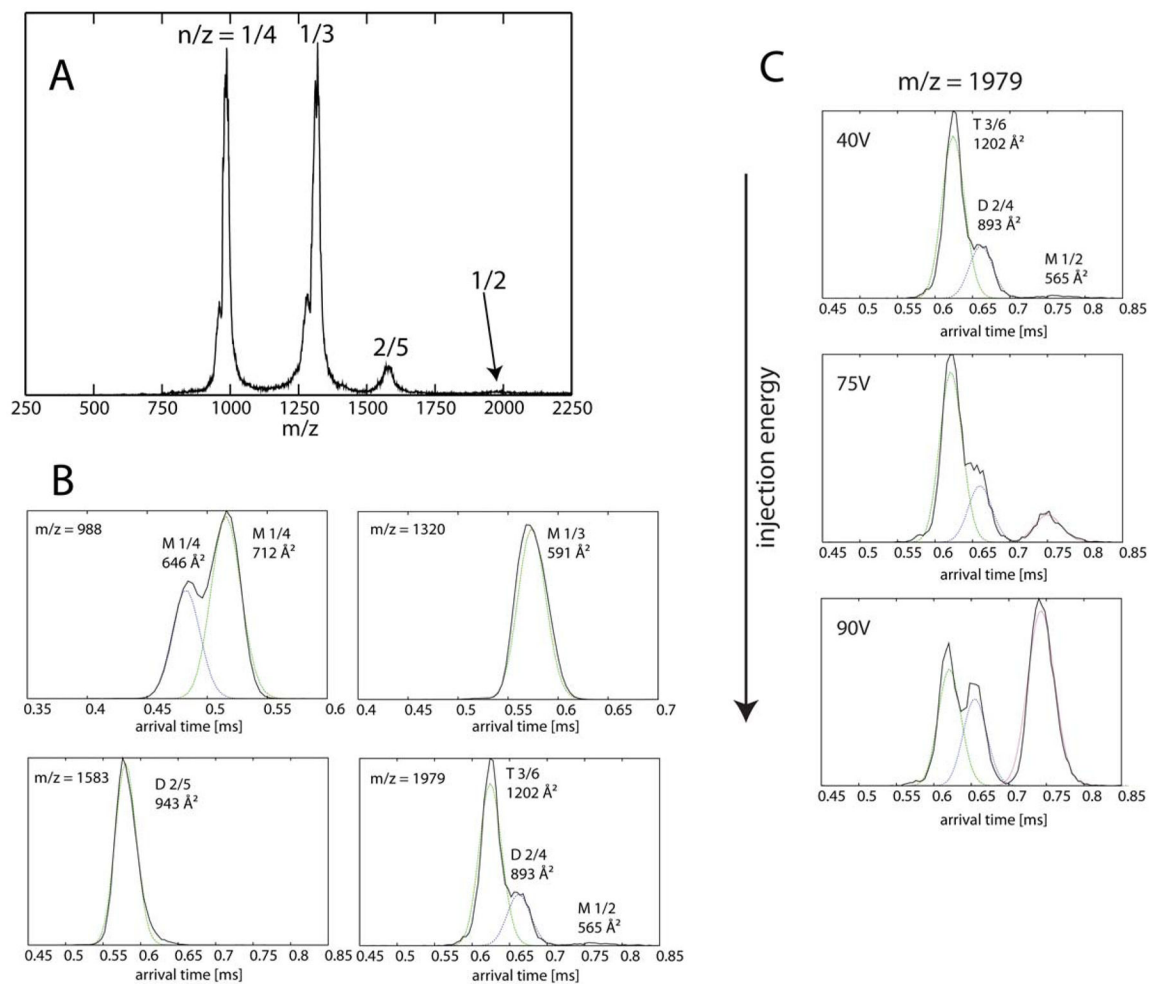 A
n/z = 1/4
1/3
2/5
1/2
250 500 750 1000 1250 1500 1750 2000 2250
m/z
B
m/z = 988
M 1/4
646 Å²
M 1/4
712 Å²
0.35 0.4 0.45 0.5 0.55 0.6
arrival time [ms]
m/z = 1320
M 1/3
591 Å²
0.4 0.45 0.5 0.55 0.6 0.65 0.7
arrival time [ms]
m/z = 1583
D 2/5
943 Å²
0.45 0.5 0.55 0.6 0.65 0.7 0.75 0.8 0.85
arrival time [ms]
m/z = 1979
T 3/6
1202 Å²
D 2/4
893 Å²
M 1/2
565 Å²
0.45 0.5 0.55 0.6 0.65 0.7 0.75 0.8 0.85
arrival time [ms]
C
m/z = 1979
injection energy
40V
T 3/6
1202 Å²
D 2/4
893 Å²
M 1/2
565 Å²
0.45 0.5 0.55 0.6 0.65 0.7 0.75 0.8 0.85
arrival time [ms]
75V
0.45 0.5 0.55 0.6 0.65 0.7 0.75 0.8 0.85
arrival time [ms]
90V
0.45 0.5 0.55 0.6 0.65 0.7 0.75 0.8 0.85
arrival time [ms]